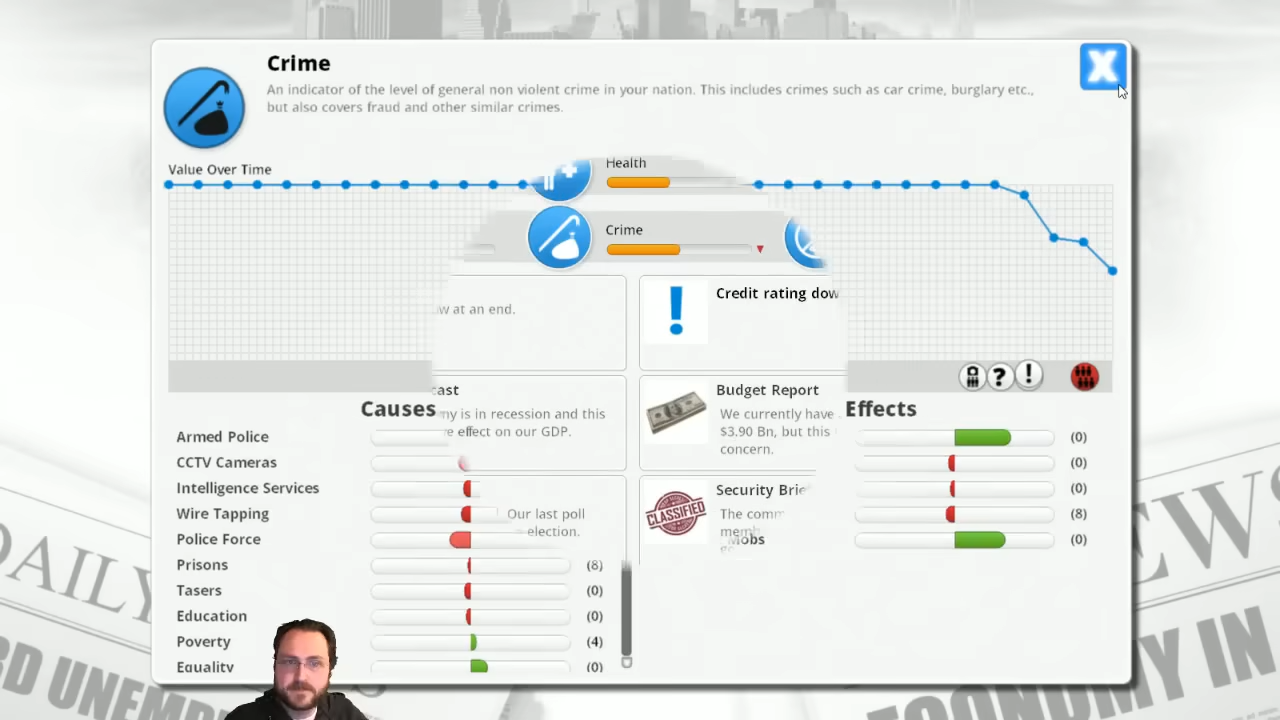 Crime
An indicator of the level of general non violent crime in your nation. This includes crimes such as car crime, burglary etc.,
but also covers fraud and other similar crimes.
Value Over Time
Health
Crime
at an end.
Credit rating dow
Causes
Effects
is in recession and this
effect on our GDP.
Budget Report
We currently have
$3.90 Bn, but this
concern.
Armed Police
(0)
CCTV Cameras
(0)
Intelligence Services
(0)
Security Brie
Wire Tapping
Our last poll
The comm
(8)
Police Force
election.
Mobs
(0)
Prisons
(8)
Tasers
(0)
Education
(0)
Poverty
(4)
Equality
(0)
DAILY
NEWS
RD UNEMP
ECONOMY IN